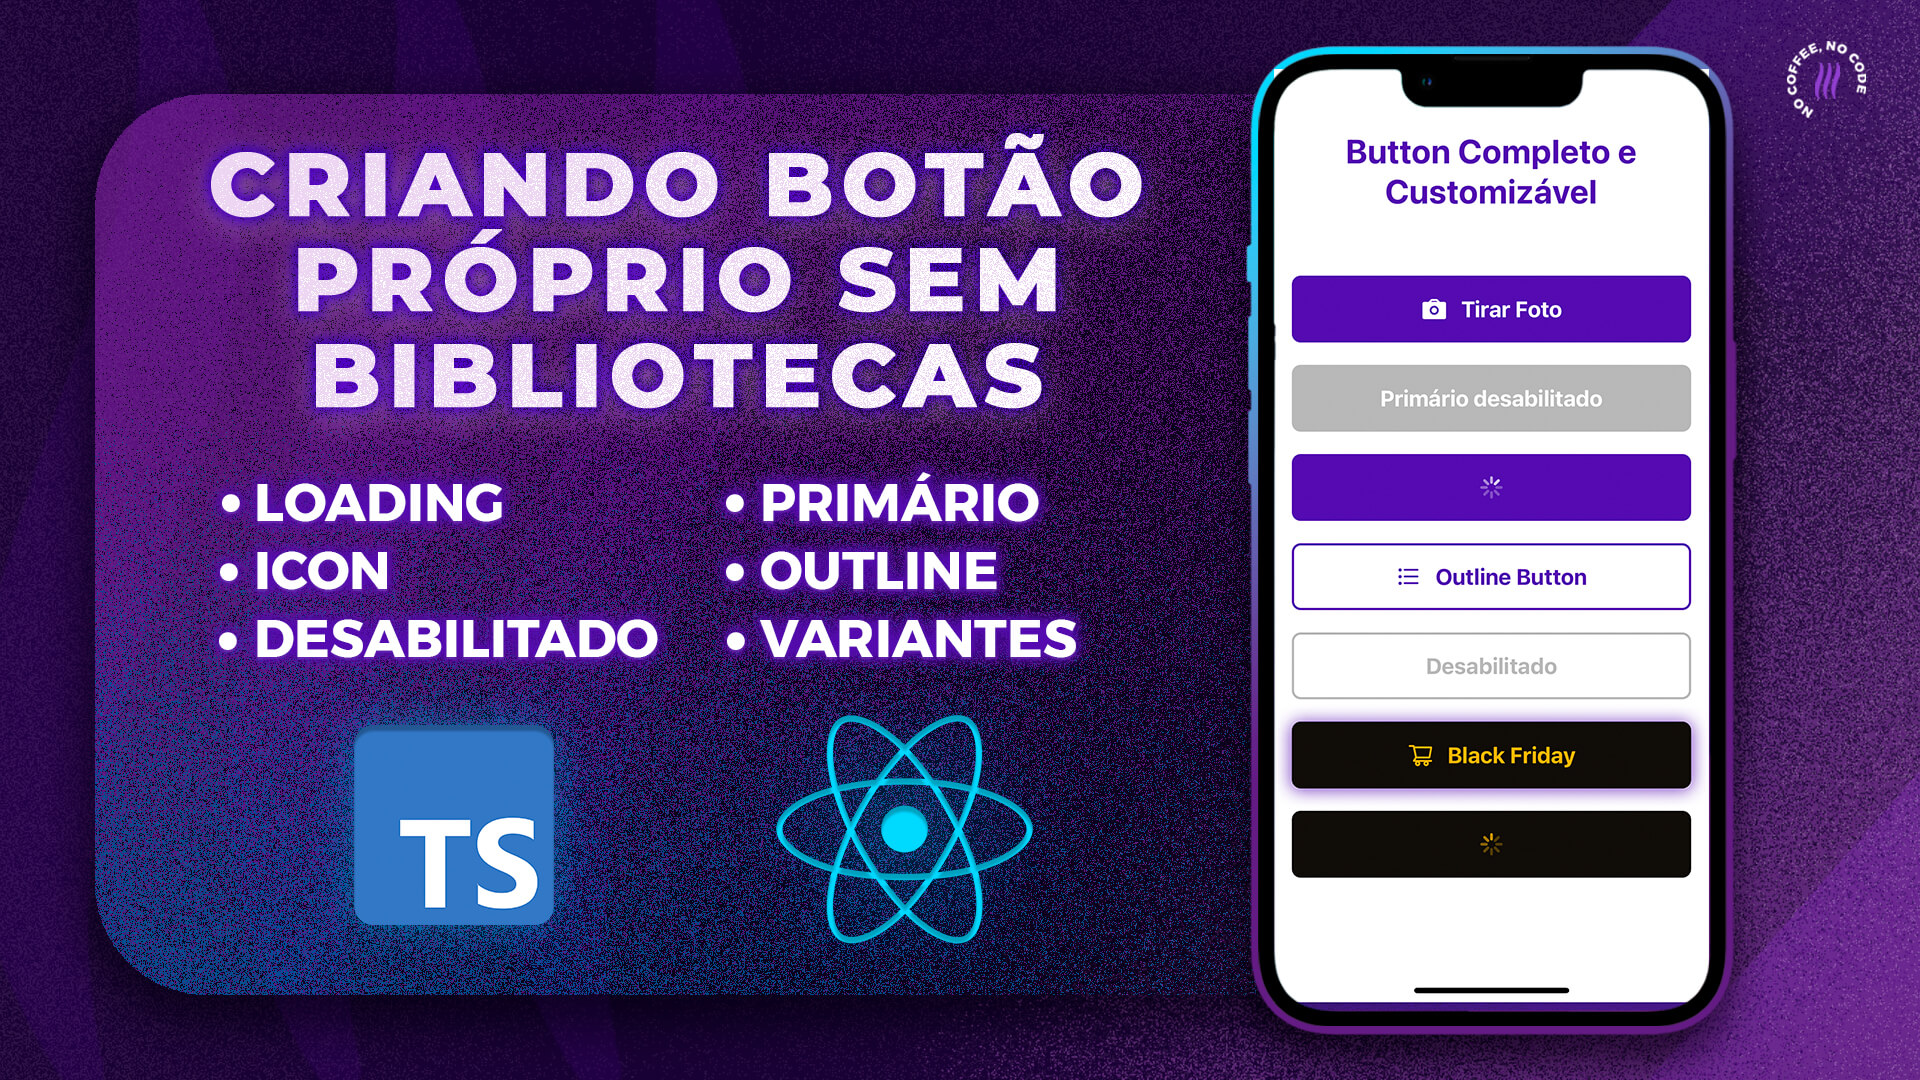 CRIANDO BOTÃO
PRÓPRIO SEM
BIBLIOTECAS
• LOADING
• ICON
• DESABILITADO
• PRIMÁRIO
• OUTLINE
• VARIANTES
TS
Button Completo e
Customizável
Tirar Foto
Primário desabilitado
Outline Button
Desabilitado
Black Friday
NO COFFEE, NO CODE